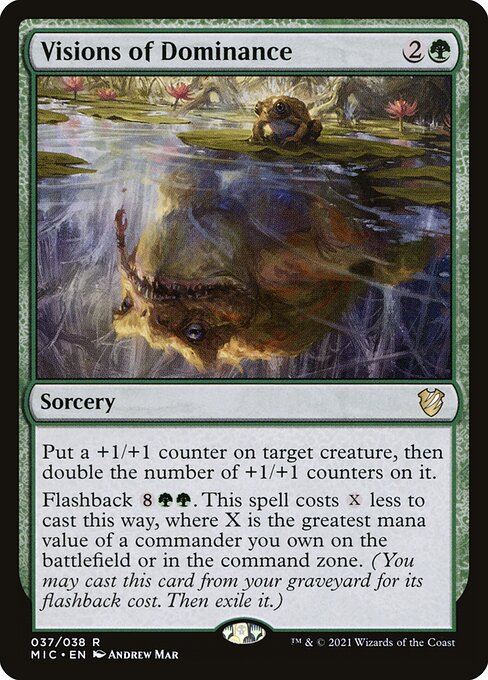 Visions of Dominance 2
Sorcery
Put a +1/+1 counter on target creature, then
double the number of +1/+1 counters on it.
Flashback 8. This spell costs X less to
cast this way, where X is the greatest mana
value of a commander you own on the
battlefield or in the command zone. (You
may cast this card from your graveyard for its
flashback cost. Then exile it.)
037/038 R
MIC • EN Andrew Mar
™ & © 2021 Wizards of the Coast